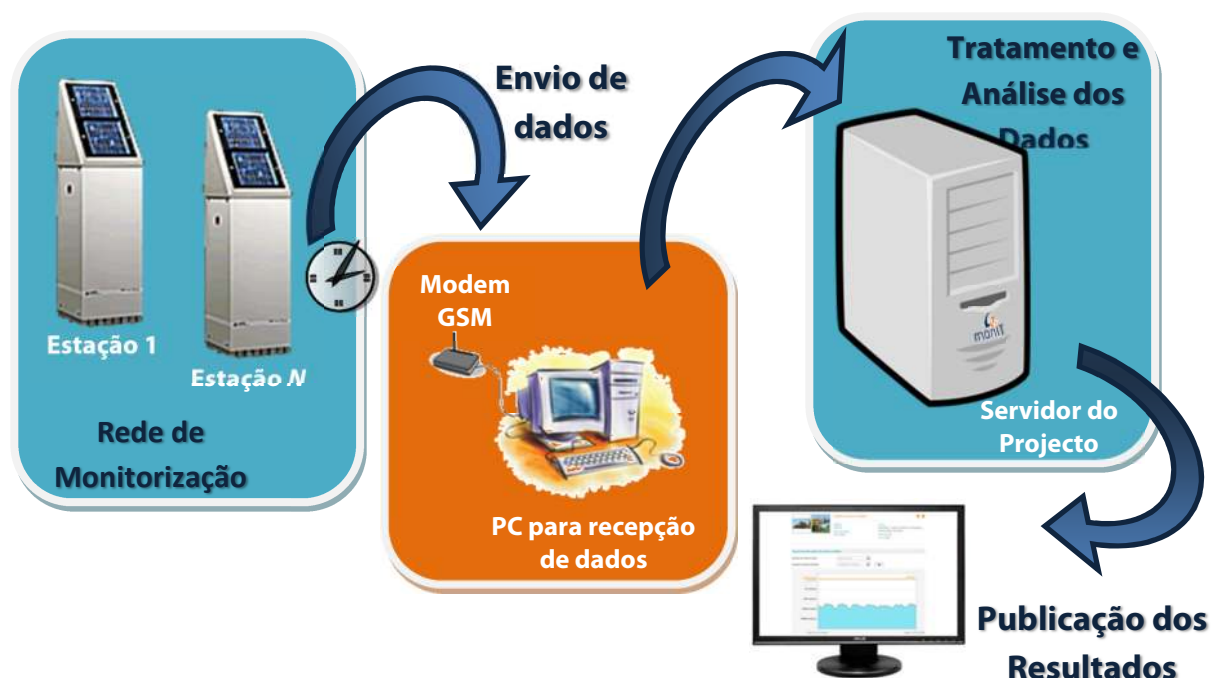 Estação 1
Estação N
Rede de
Monitorização
Envio de
dados
Modem
GSM
PC para recepção
de dados
Tratamento e
Análise dos
Dados
moniT
Servidor do
Projecto
Publicação dos
Resultados